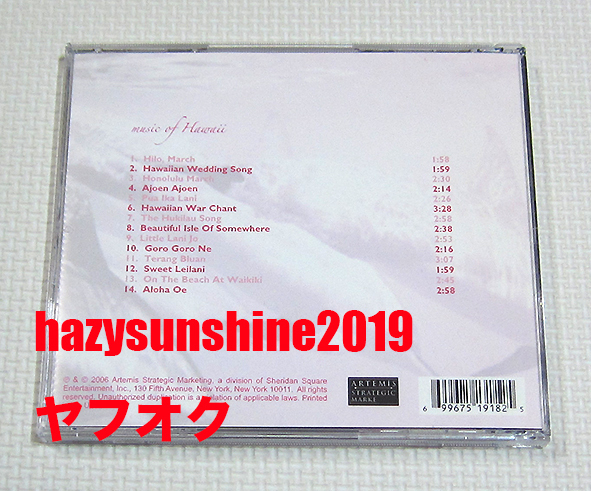 music of Hawaii
1. Hilo, March 1:58
2. Hawaiian Wedding Song 1:59
3. Honolulu March 2:30
4. Ajoen Ajoen 2:14
5. Pua Ika Lani 2:26
6. Hawaiian War Chant 3:28
7. The Hukilau Song 2:58
8. Beautiful Isle Of Somewhere 2:38
9. Little Lani Jo 2:53
10. Goro Goro Ne 2:16
11. Terang Bluan 3:07
12. Sweet Leilani 1:59
13. On The Beach At Waikiki 2:45
14. Aloha Oe 2:58
hazysunshine2019
℗ & © 2006 Artemis Strategic Marketing, a division of Sheridan Square
Entertainment, Inc., 130 Fifth Avenue, New York, New York 10011. All rights
reserved. Unauthorized duplication is a violation of applicable laws. Printed
ARTEMIS
STRATEGIC
MARKE
6 99675 19182 5
ヤフオク